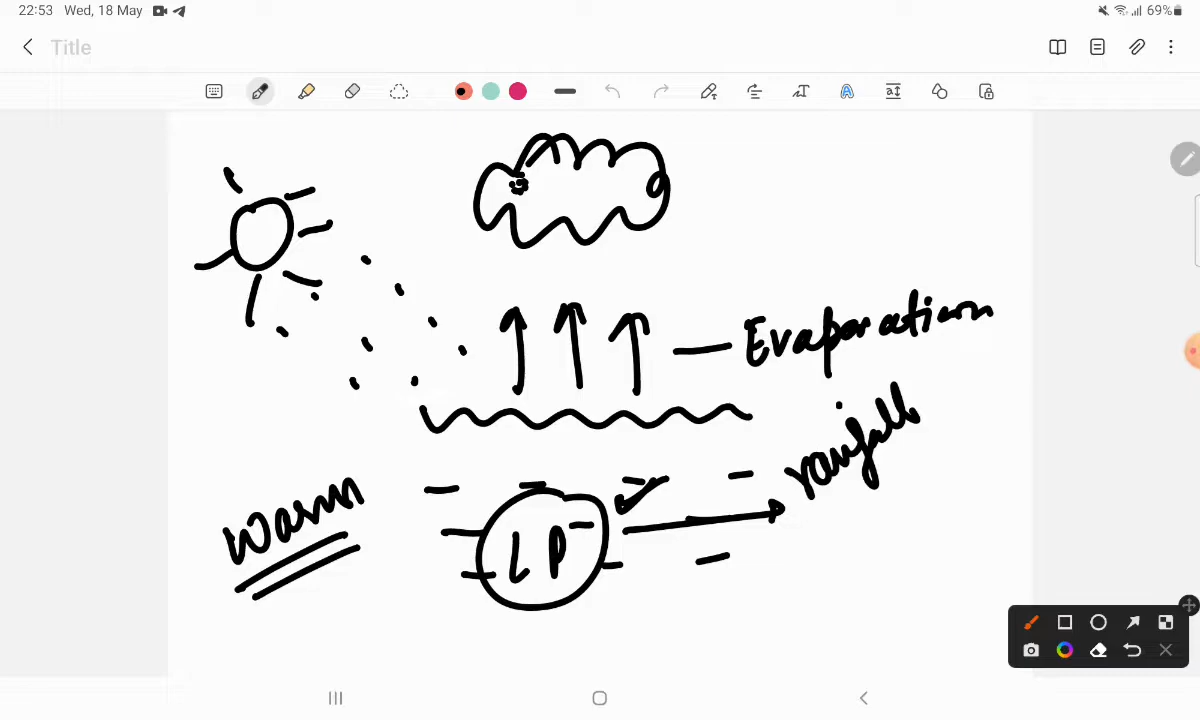 22:53 Wed, 18 May 69%
Title
Evaporation
rainfall
Warm
LP